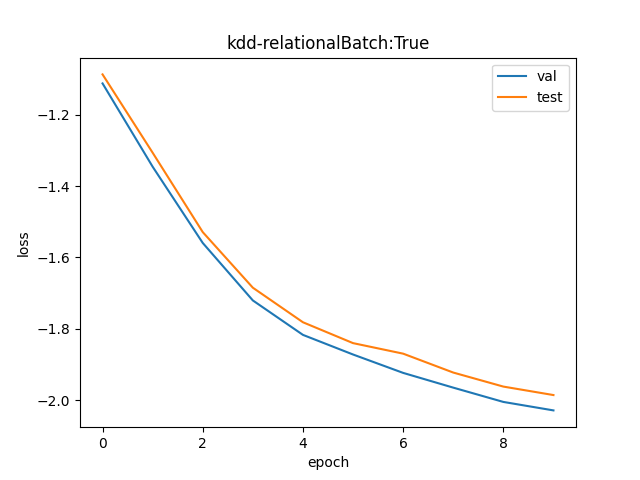 kdd-relationalBatch:True
val
test
−1.2
−1.4
−1.6
−1.8
−2.0
loss
0 2 4 6 8
epoch